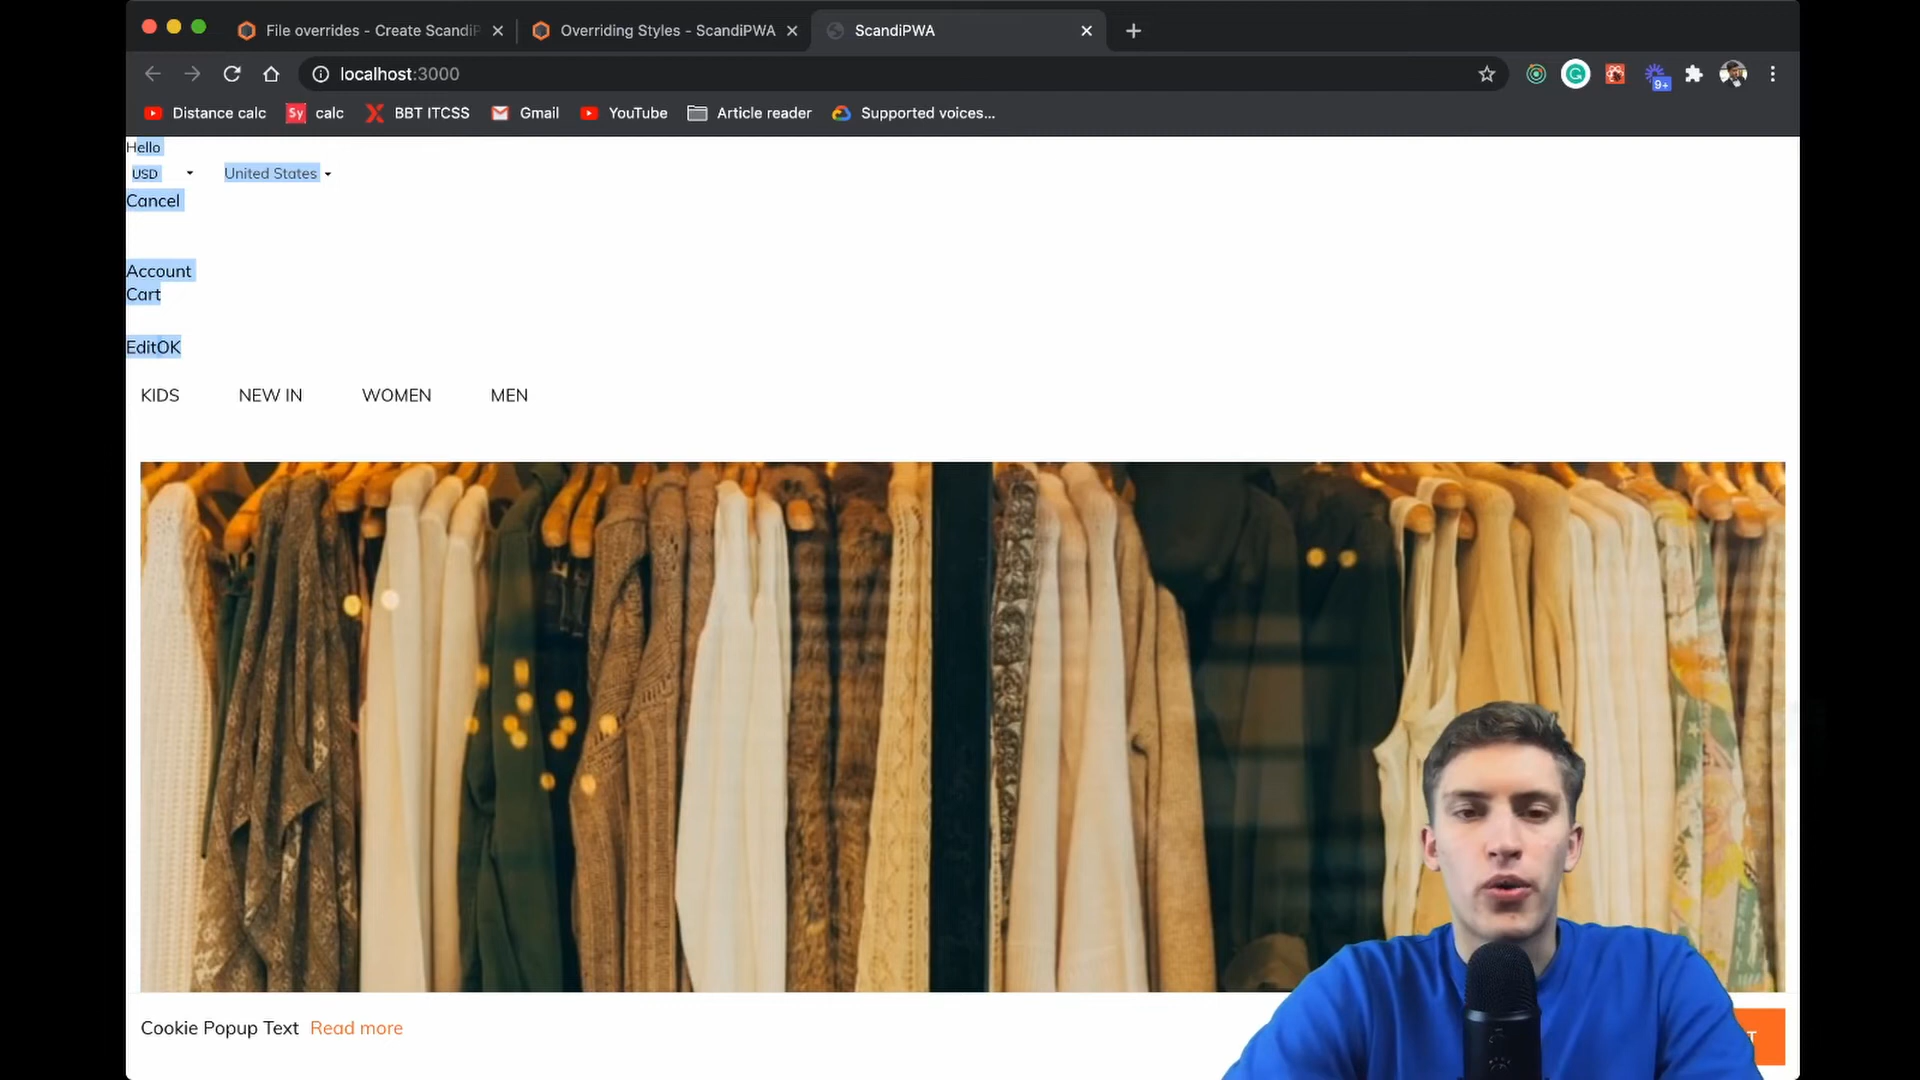 File overrides - Create ScandiP
Overriding Styles - ScandiPWA
ScandiPWA
localhost:3000
9+
Distance calc
Sy calc
BBT ITCSS
Gmail
YouTube
Article reader
Supported voices...
Hello
USD
United States
Cancel
Account
Cart
EditOK
KIDS
NEW IN
WOMEN
MEN
Cookie Popup Text Read more
T